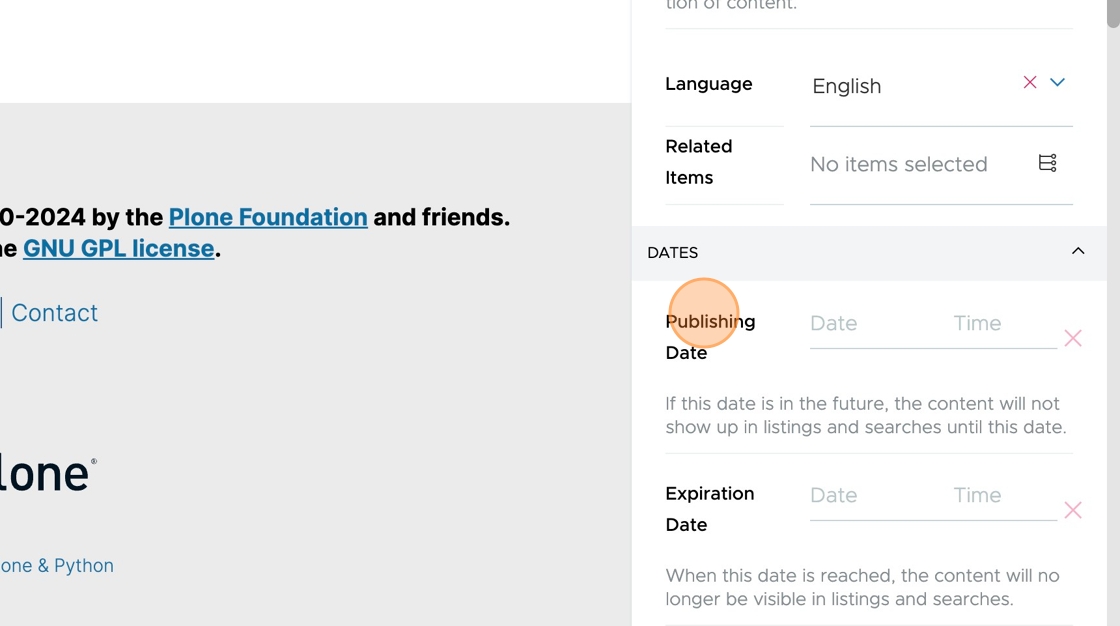 tion of content.
Language
English
Related
Items
No items selected
0-2024 by the Plone Foundation and friends.
GNU GPL license.
Contact
DATES
Publishing
Date
Date Time
If this date is in the future, the content will not
show up in listings and searches until this date.
lone®
Expiration
Date
Date Time
one & Python
When this date is reached, the content will no
longer be visible in listings and searches.